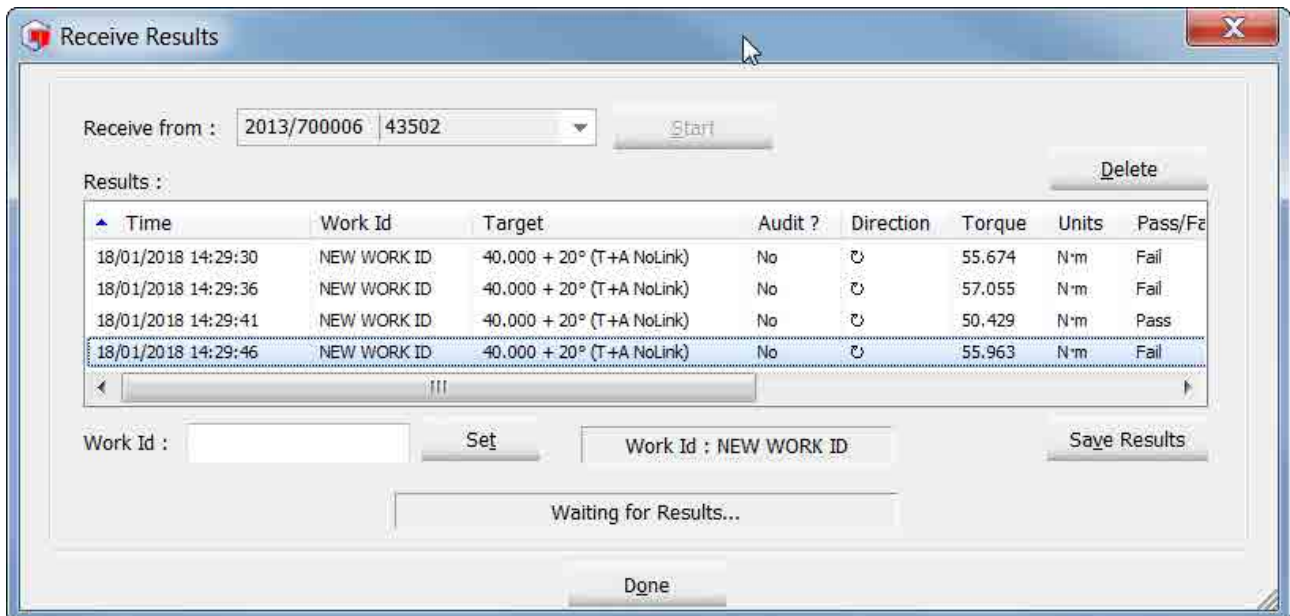 Receive Results
Receive from : 2013/700006 43502 Start
Delete
Results :
Time Work Id Target Audit ? Direction Torque Units Pass/Fa
18/01/2018 14:29:30 NEW WORK ID 40.000 + 20° (T+A NoLink) No ↻ 55.674 N·m Fail
18/01/2018 14:29:36 NEW WORK ID 40.000 + 20° (T+A NoLink) No ↻ 57.055 N·m Fail
18/01/2018 14:29:41 NEW WORK ID 40.000 + 20° (T+A NoLink) No ↻ 50.429 N·m Pass
18/01/2018 14:29:46 NEW WORK ID 40.000 + 20° (T+A NoLink) No ↻ 55.963 N·m Fail
Work Id : Set Work Id : NEW WORK ID Save Results
Waiting for Results...
Done